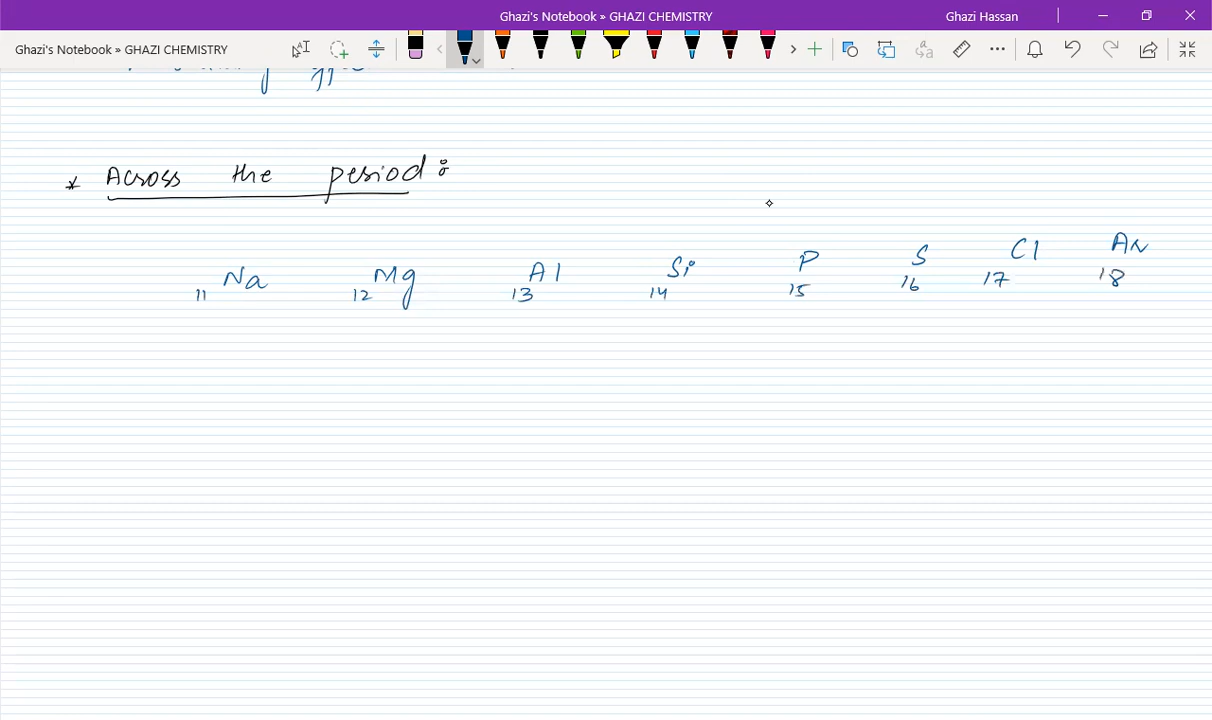 Ghazi's Notebook » GHAZI CHEMISTRY
Ghazi Hassan
Ghazi's Notebook » GHAZI CHEMISTRY
* Across the period :
11 Na 12 Mg 13 Al 14 Si 15 P 16 S 17 Cl 18 Ar